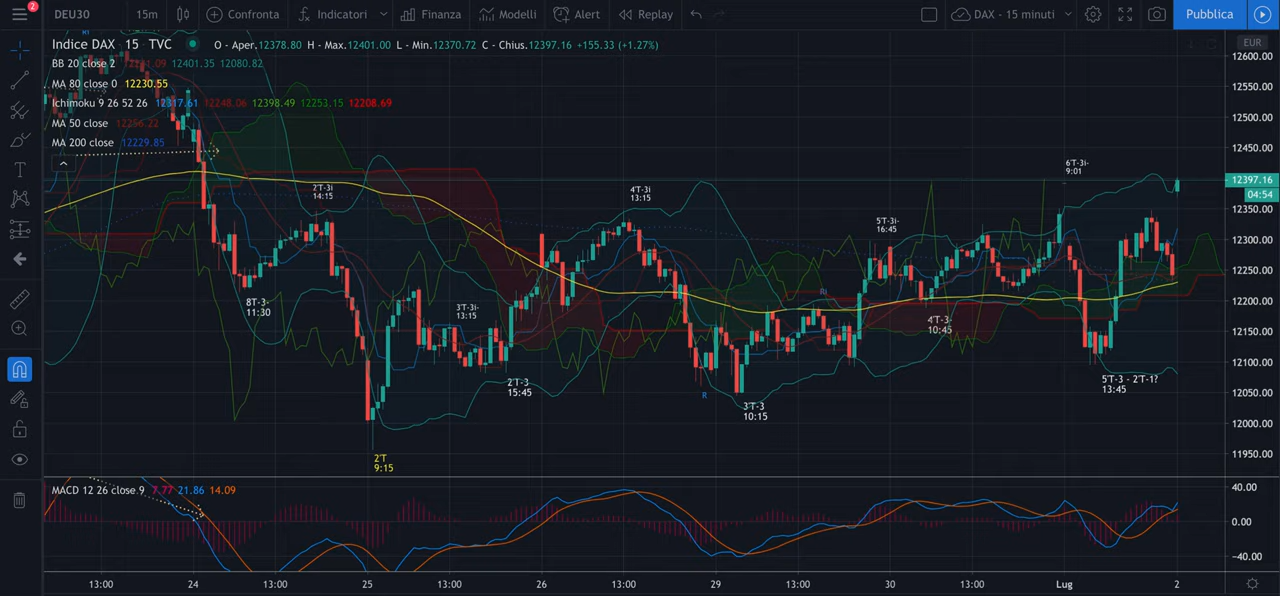 2
DEU30 15m Confronta Indicatori Finanza Modelli Alert Replay DAX - 15 minuti Pubblica
Indice DAX 15 TVC O - Aper.12378.80 H - Max.12401.00 L - Min.12370.72 C - Chius.12397.16 +155.33 (+1.27%)
EUR
BB 20 close 2 12401.35 12080.82
MA 80 close 0 12230.55
Ichimoku 9 26 52 26 12317.61 12248.06 12398.49 12253.15 12208.69
MA 50 close 12256.22
MA 200 close 12229.85
12600.00
12550.00
12500.00
12450.00
12397.16
04:54
12350.00
12300.00
12250.00
12200.00
12150.00
12100.00
12050.00
12000.00
11950.00
8T-3-
11:30
2'T-3i
14:15
2'T
9:15
3'T-3i-
13:15
2'T-3
15:45
4'T-3i
13:15
R
3'T-3
10:15
5'T-3i-
16:45
4'T-3-
10:45
6'T-3i-
9:01
5'T-3 - 2'T-1?
13:45
MACD 12 26 close 9 7.77 21.86 14.09
40.00
0.00
-40.00
13:00 24 13:00 25 13:00 26 13:00 29 13:00 30 13:00 Lug 2